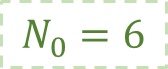 N₀ = 6